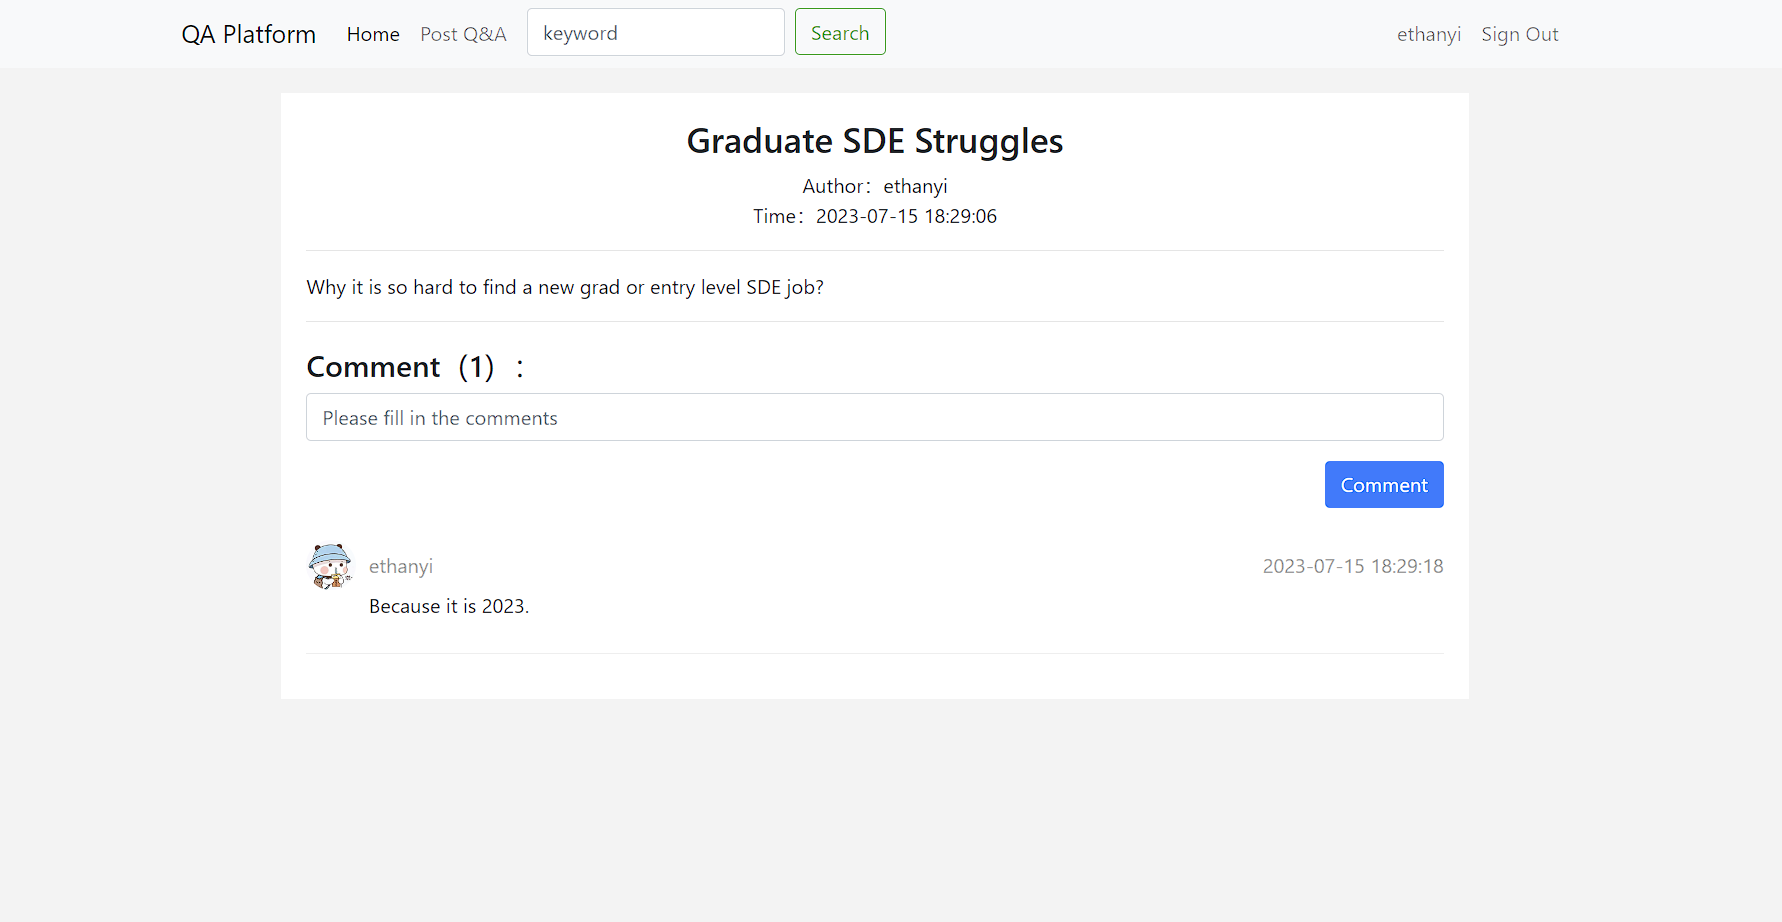 QA Platform Home Post Q&A keyword Search ethanyi Sign Out
Graduate SDE Struggles
Author：ethanyi
Time：2023-07-15 18:29:06
Why it is so hard to find a new grad or entry level SDE job?
Comment（1）:
Please fill in the comments
Comment
ethanyi 2023-07-15 18:29:18
Because it is 2023.